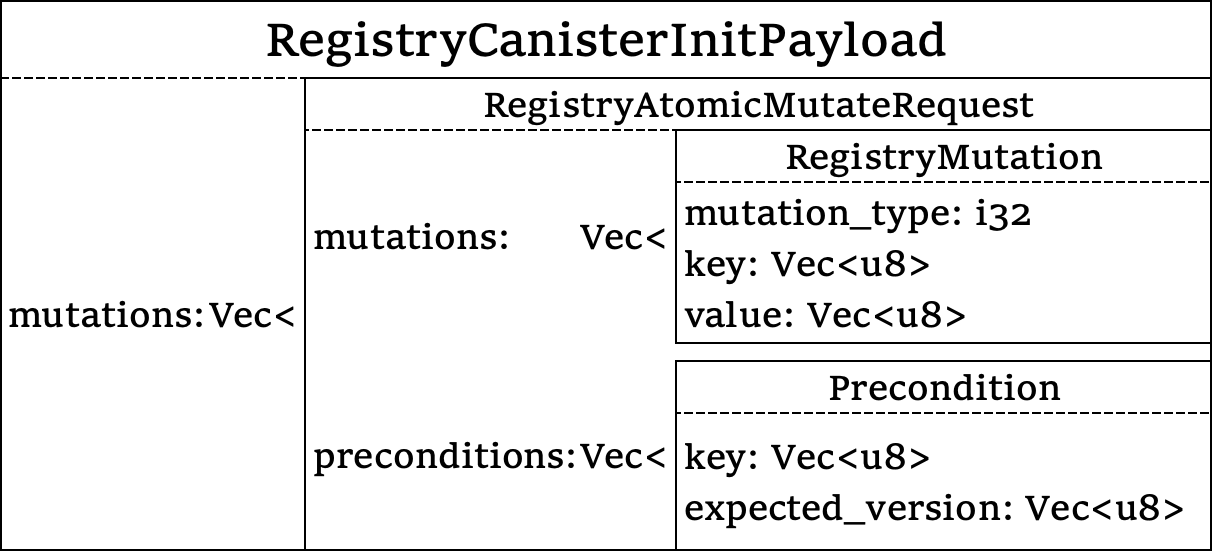 RegistryCanisterInitPayload
RegistryAtomicMutateRequest
RegistryMutation
mutations: Vec<
mutation_type: i32
key: Vec<u8>
value: Vec<u8>
mutations: Vec<
Precondition
preconditions: Vec<
key: Vec<u8>
expected_version: Vec<u8>